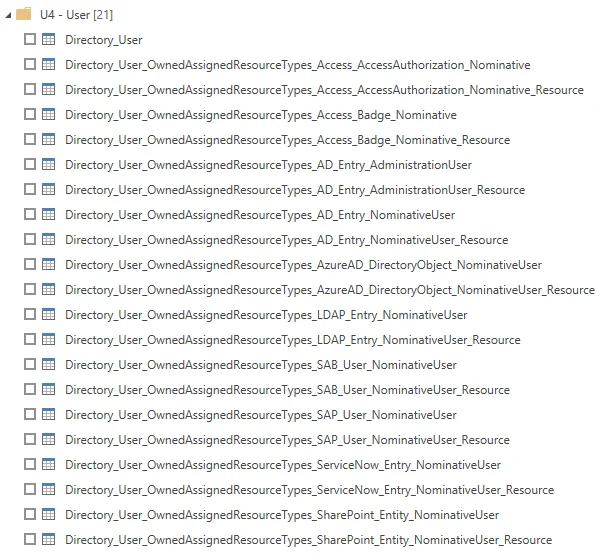 U4 - User [21]
Directory_User
Directory_User_OwnedAssignedResourceTypes_Access_AccessAuthorization_Nominative
Directory_User_OwnedAssignedResourceTypes_Access_AccessAuthorization_Nominative_Resource
Directory_User_OwnedAssignedResourceTypes_Access_Badge_Nominative
Directory_User_OwnedAssignedResourceTypes_Access_Badge_Nominative_Resource
Directory_User_OwnedAssignedResourceTypes_AD_Entry_AdministrationUser
Directory_User_OwnedAssignedResourceTypes_AD_Entry_AdministrationUser_Resource
Directory_User_OwnedAssignedResourceTypes_AD_Entry_NominativeUser
Directory_User_OwnedAssignedResourceTypes_AD_Entry_NominativeUser_Resource
Directory_User_OwnedAssignedResourceTypes_AzureAD_DirectoryObject_NominativeUser
Directory_User_OwnedAssignedResourceTypes_AzureAD_DirectoryObject_NominativeUser_Resource
Directory_User_OwnedAssignedResourceTypes_LDAP_Entry_NominativeUser
Directory_User_OwnedAssignedResourceTypes_LDAP_Entry_NominativeUser_Resource
Directory_User_OwnedAssignedResourceTypes_SAB_User_NominativeUser
Directory_User_OwnedAssignedResourceTypes_SAB_User_NominativeUser_Resource
Directory_User_OwnedAssignedResourceTypes_SAP_User_NominativeUser
Directory_User_OwnedAssignedResourceTypes_SAP_User_NominativeUser_Resource
Directory_User_OwnedAssignedResourceTypes_ServiceNow_Entry_NominativeUser
Directory_User_OwnedAssignedResourceTypes_ServiceNow_Entry_NominativeUser_Resource
Directory_User_OwnedAssignedResourceTypes_SharePoint_Entity_NominativeUser
Directory_User_OwnedAssignedResourceTypes_SharePoint_Entity_NominativeUser_Resource